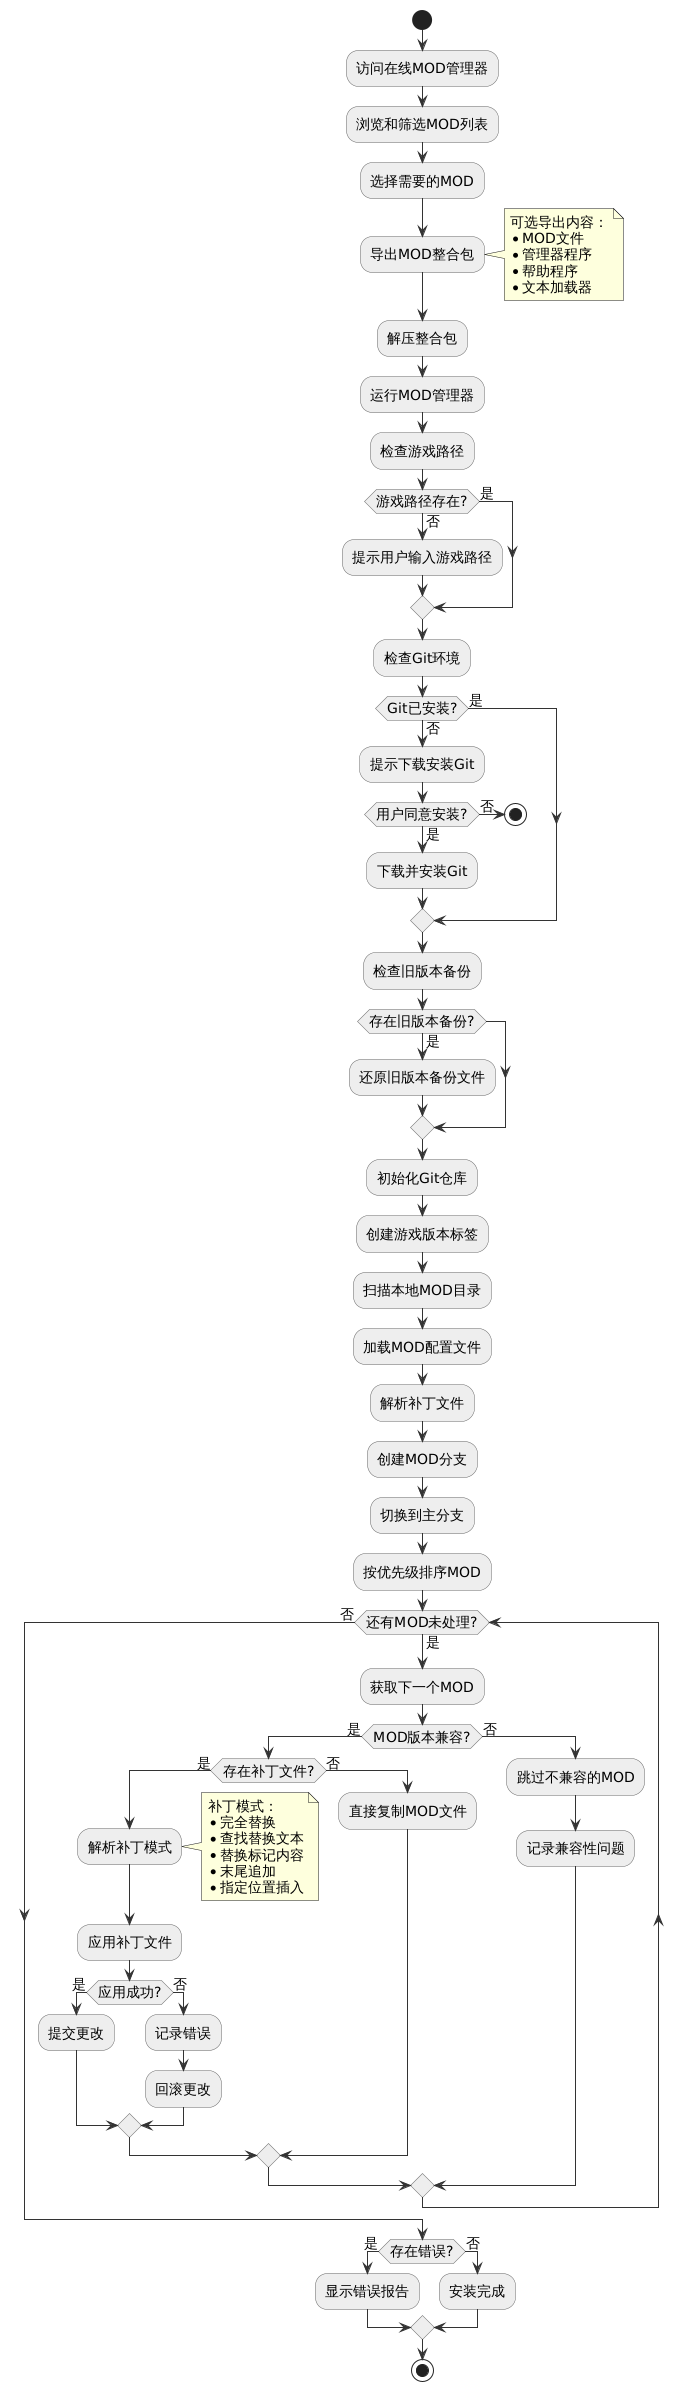 访问在线MOD管理器
浏览和筛选MOD列表
选择需要的MOD
导出MOD整合包
可选导出内容：
• MOD文件
• 管理器程序
• 帮助程序
• 文本加载器
解压整合包
运行MOD管理器
检查游戏路径
游戏路径存在?
是
否
提示用户输入游戏路径
检查Git环境
Git已安装?
是
否
提示下载安装Git
用户同意安装?
否
是
下载并安装Git
检查旧版本备份
存在旧版本备份?
是
还原旧版本备份文件
初始化Git仓库
创建游戏版本标签
扫描本地MOD目录
加载MOD配置文件
解析补丁文件
创建MOD分支
切换到主分支
按优先级排序MOD
否
还有MOD未处理?
是
获取下一个MOD
是
MOD版本兼容?
否
是
存在补丁文件?
否
跳过不兼容的MOD
补丁模式：
• 完全替换
• 查找替换文本
• 替换标记内容
• 末尾追加
• 指定位置插入
直接复制MOD文件
解析补丁模式
记录兼容性问题
应用补丁文件
是
应用成功?
否
提交更改
记录错误
回滚更改
是
存在错误?
否
显示错误报告
安装完成